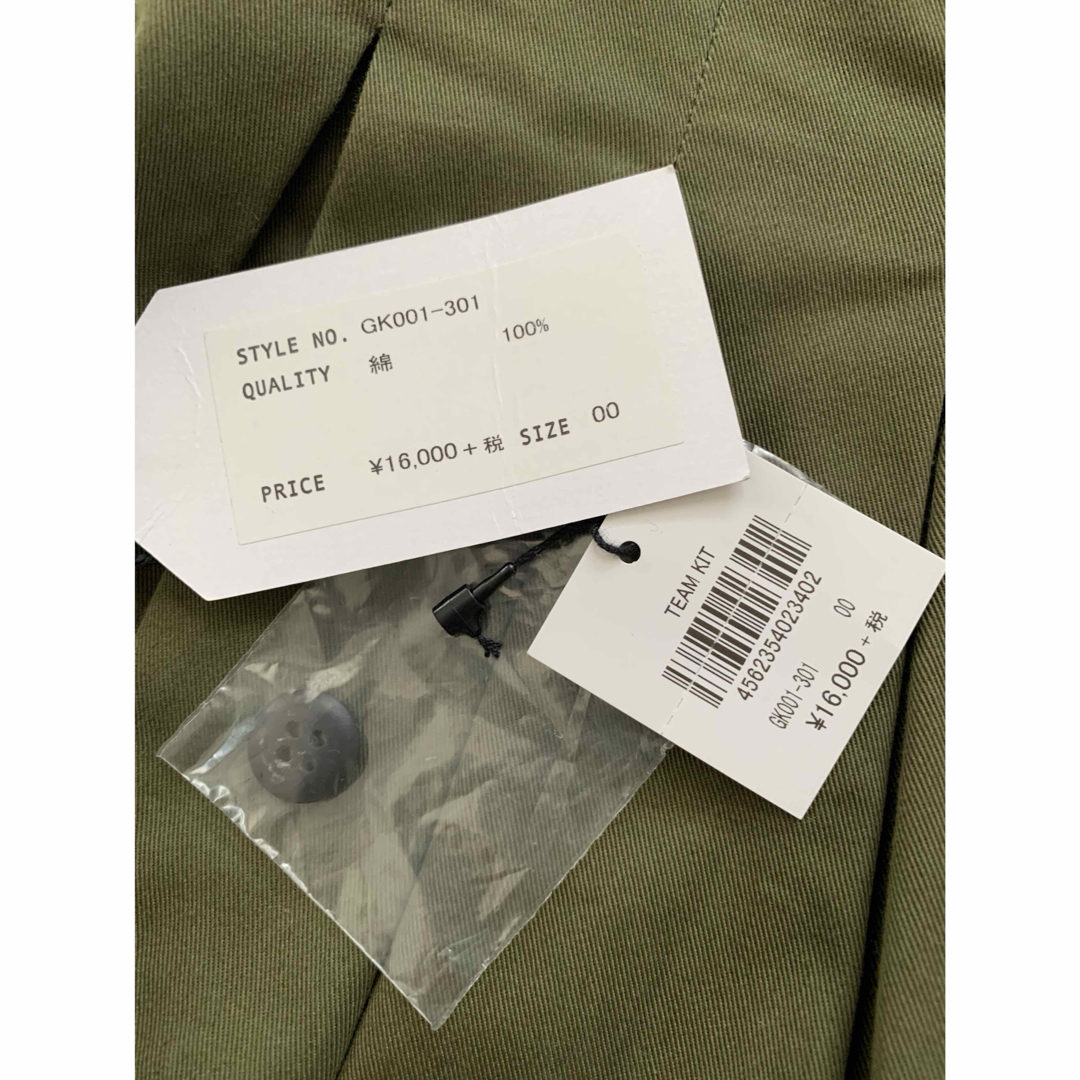 STYLE NO. GK001-301
QUALITY 綿 100%
PRICE ¥16,000+税 SIZE 00
TEAM KIT
4562354023402
GK001-301 00
¥16,000+税